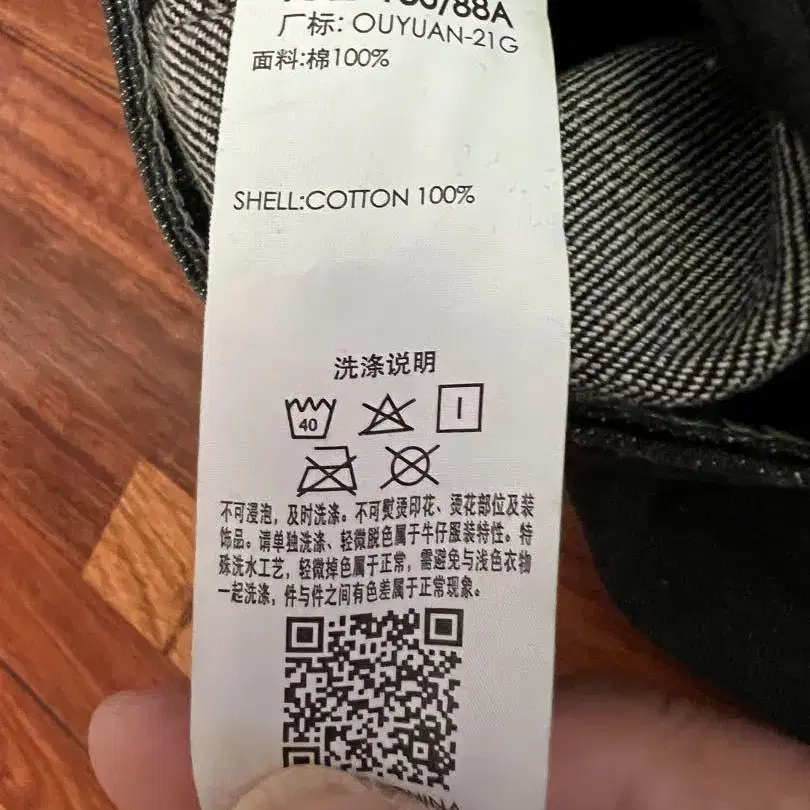 厂标: OUYUAN-21G
面料:棉100%
SHELL:COTTON 100%
洗涤说明
40
不可浸泡，及时洗涤。不可熨烫印花、烫花部位及装
饰品。请单独洗涤、轻微脱色属于牛仔服装特性。特
殊洗水工艺，轻微掉色属于正常，需避免与浅色衣物
一起洗涤，件与件之间有色差属于正常现象。